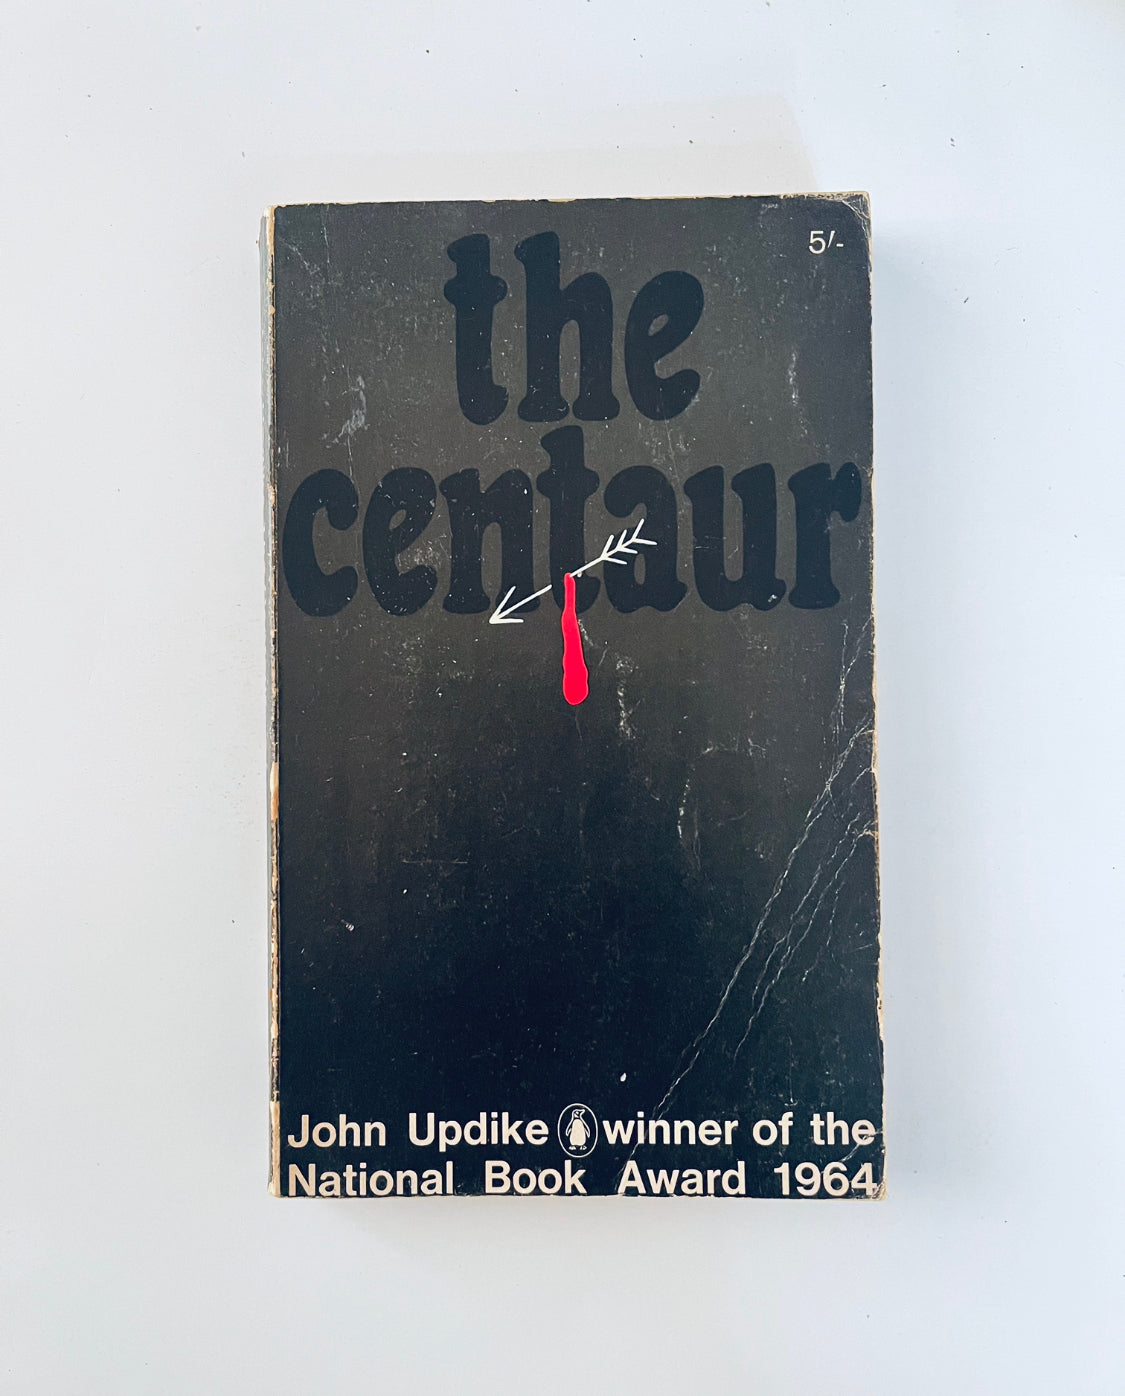 5/-
the
centaur
John Updike winner of the
National Book Award 1964